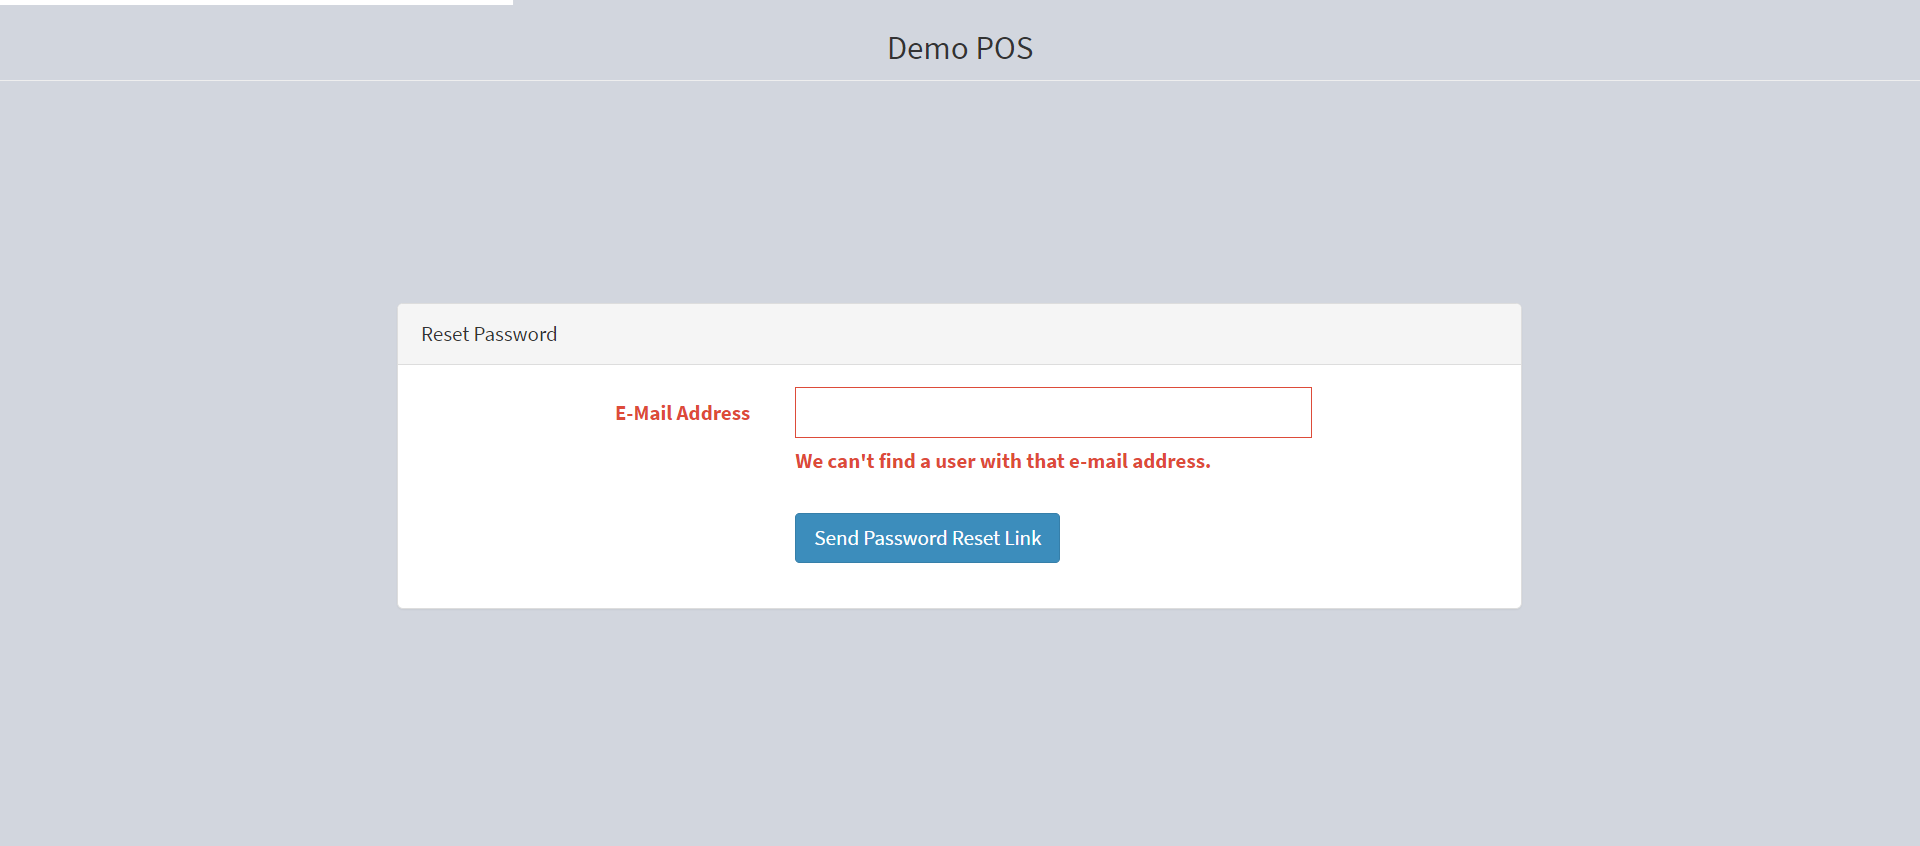 Demo POS
Reset Password
E-Mail Address
We can't find a user with that e-mail address.
Send Password Reset Link